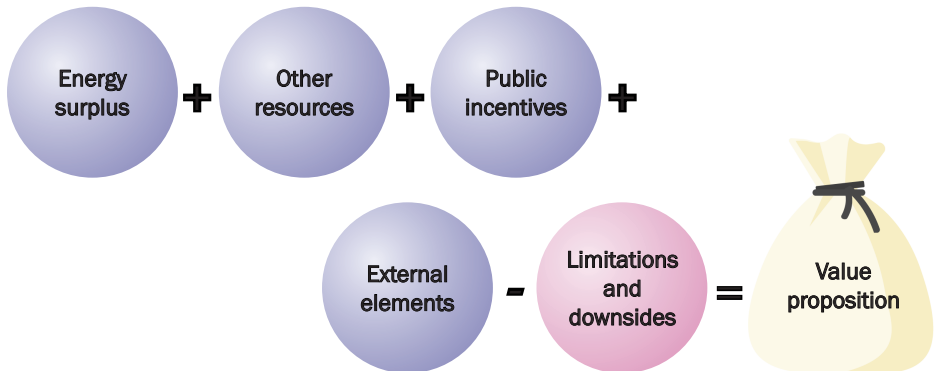 Energy
surplus
+
Other
resources
+
Public
incentives
+
External
elements
-
Limitations
and
downsides
=
Value
proposition